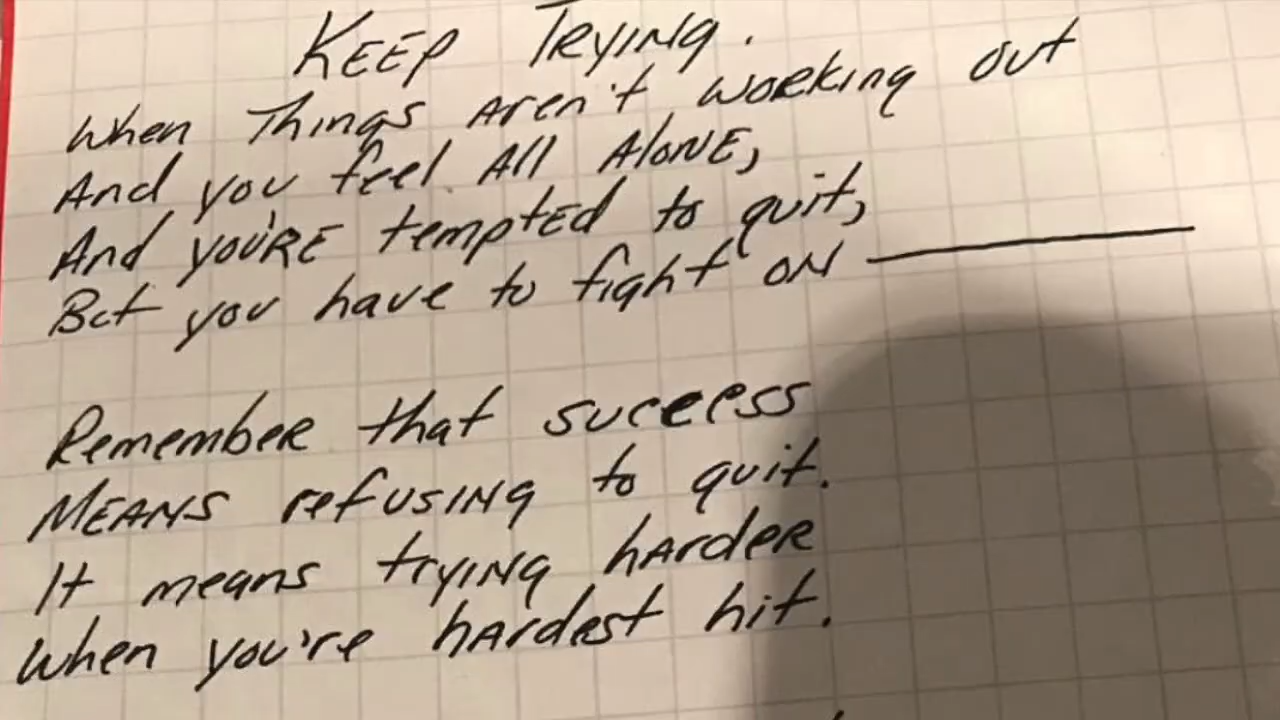 KEEP TRYING.
When Things Aren't working out
And you feel All AlONE,
And you'RE temptEd to quit,
But you have to fight ON —
RemembeR that success
MEANS refUSING to quit.
It means tryING hArdeR
When you're hArdest hit.